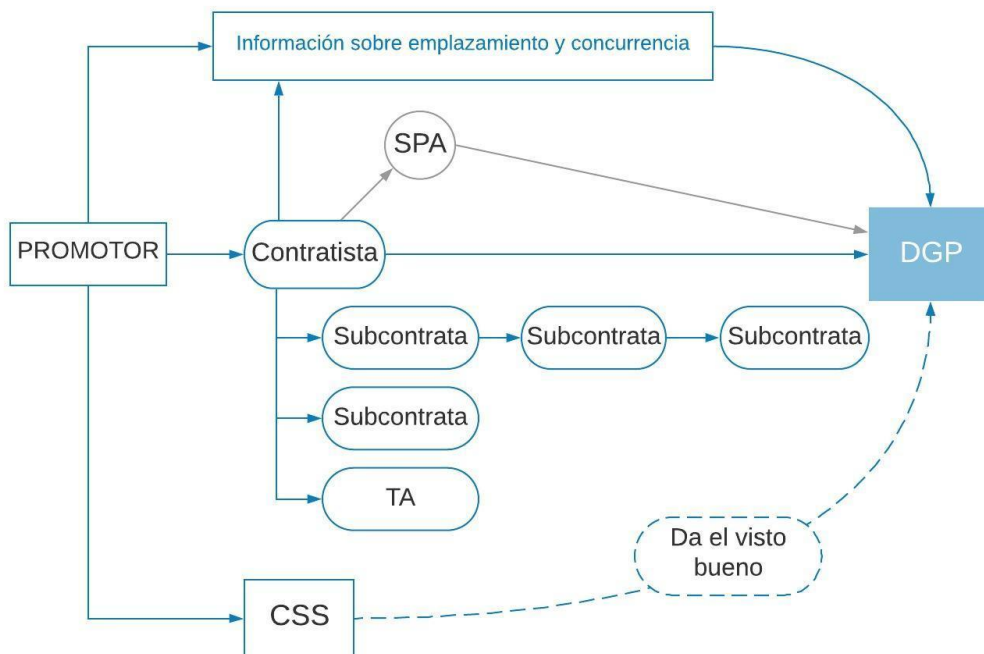 Información sobre emplazamiento y concurrencia
SPA
PROMOTOR
Contratista
DGP
Subcontrata
Subcontrata
Subcontrata
Subcontrata
TA
Da el visto
bueno
CSS